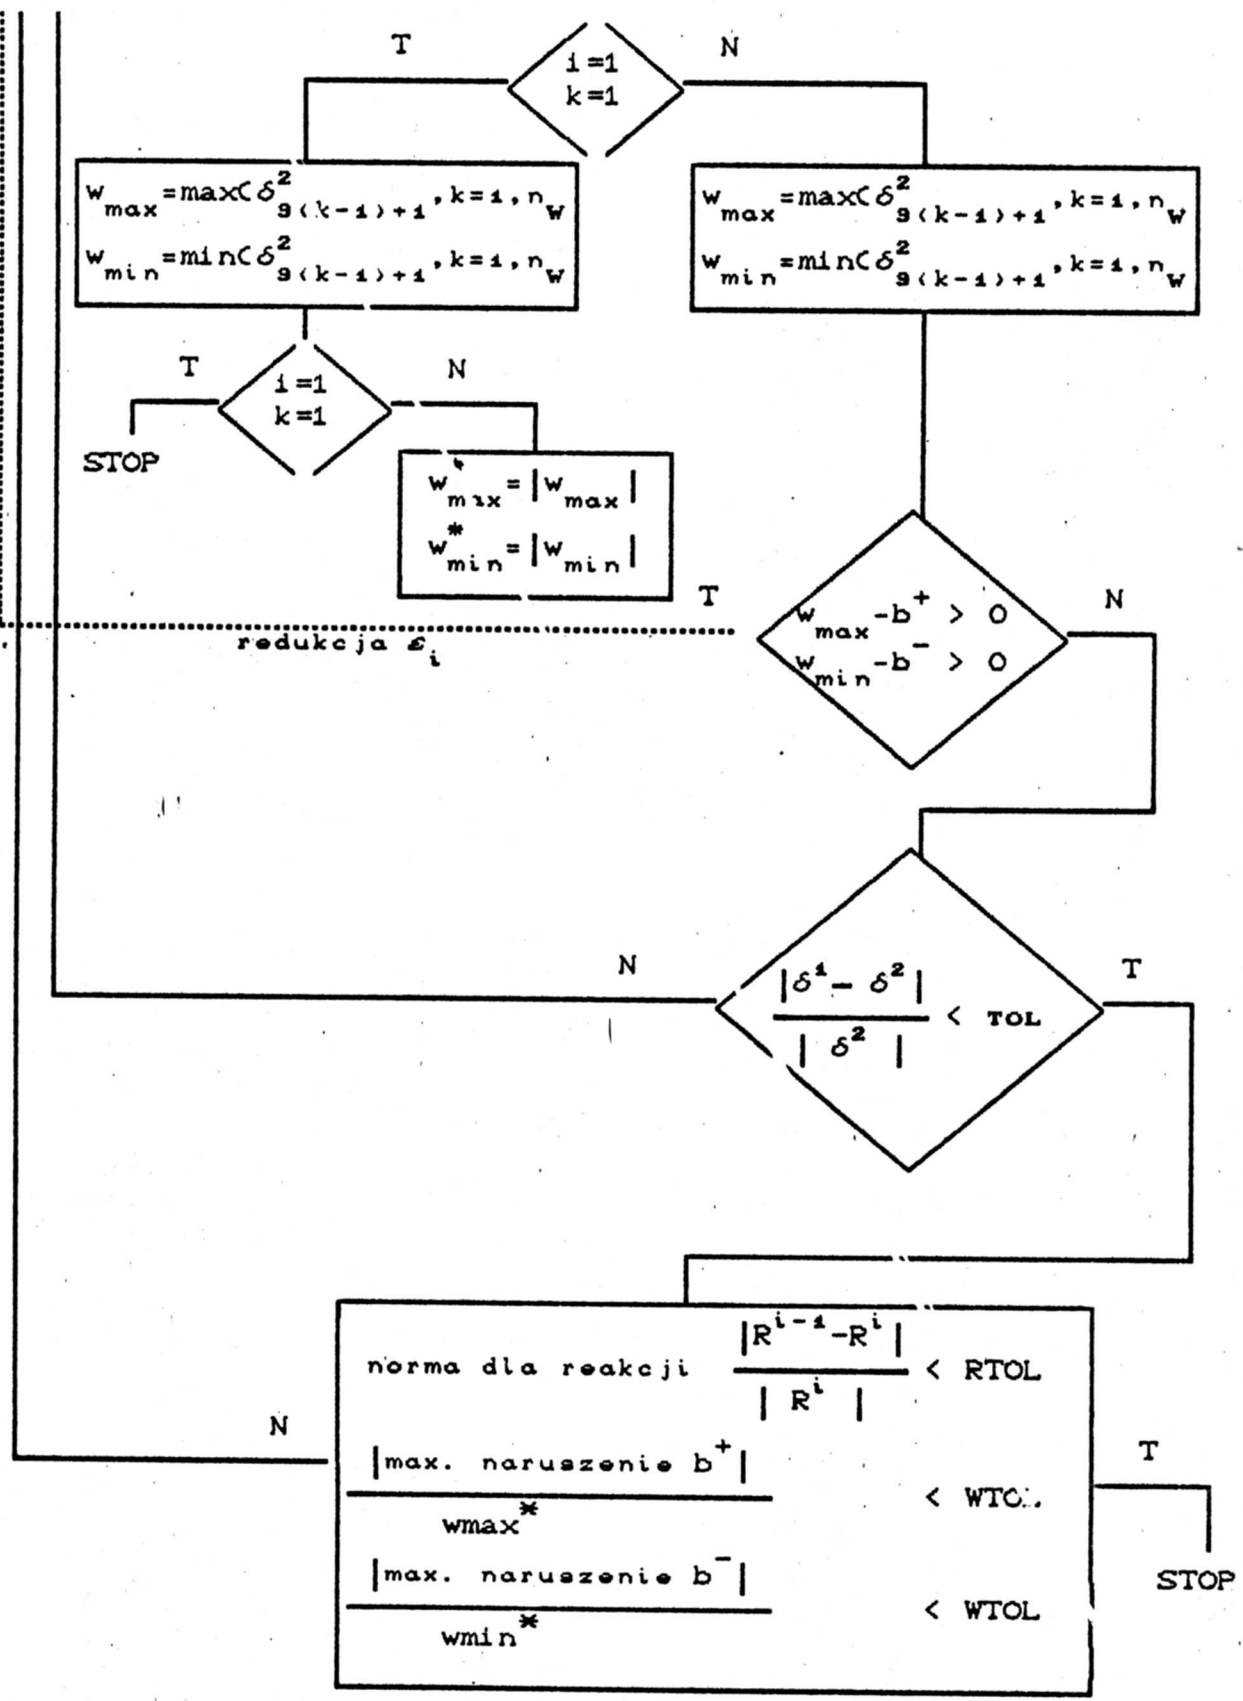 T
N
i=1
k=1
w_max=max(δ²_9(k-1)+1, k=1, n_w
w_min=min(δ²_9(k-1)+1, k=1, n_w
w_max=max(δ²_9(k-1)+1, k=1, n_w
w_min=min(δ²_9(k-1)+1, k=1, n_w
T
N
i=1
k=1
STOP
w*_max=|w_max|
w*_min=|w_min|
T
N
w_max-b⁺ > 0
w_min-b⁻ > 0
redukcja ε_i
N
T
|δ¹- δ²|
| δ² |
< TOL
|Rⁱ⁻¹-Rⁱ|
norma dla reakcji
< RTOL
| Rⁱ |
N
T
|max. naruszenie b⁺|
wmax*
|max. naruszenie b⁻|
STOP
< WTOL
wmin*